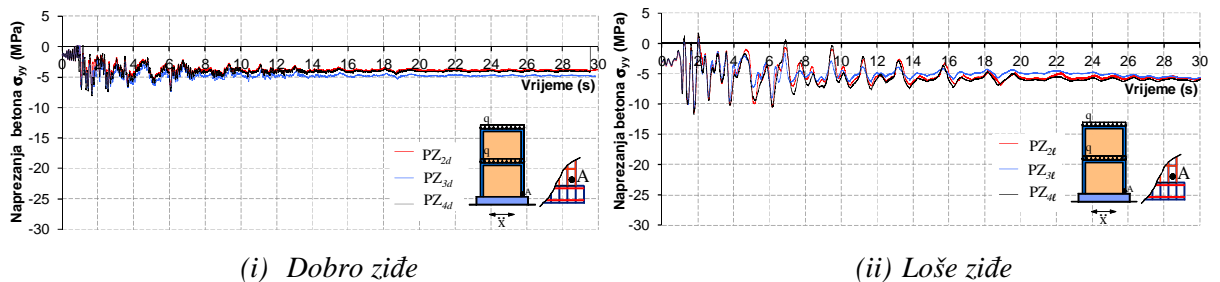 Naprezanja betona σyy (MPa)
5
0
-5
-10
-15
-20
-25
-30
0 2 4 6 8 10 12 14 16 18 20 22 24 26 28 30
Vrijeme (s)
PZ2d
PZ3d
PZ4d
q
q
A
ẍ
A
(i) Dobro ziđe
Naprezanja betona σyy (MPa)
5
0
-5
-10
-15
-20
-25
-30
0 2 4 6 8 10 12 14 16 18 20 22 24 26 28 30
Vrijeme (s)
PZ2ℓ
PZ3ℓ
PZ4ℓ
q
q
A
ẍ
A
(ii) Loše ziđe